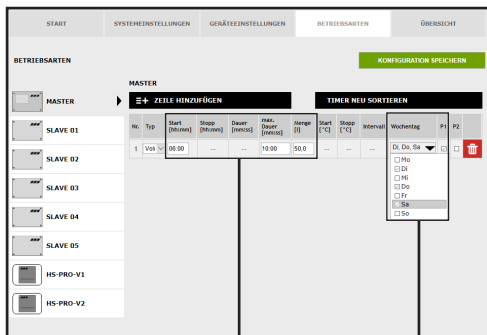 START SYSTEMEINSTELLUNGEN GERÄTEEINSTELLUNGEN BETRIEBSARTEN ÜBERSICHT
BETRIEBSARTEN
KONFIGURATION SPEICHERN
MASTER
MASTER
ZEILE HINZUFÜGEN
TIMER NEU SORTIEREN
SLAVE 01
SLAVE 02
SLAVE 03
SLAVE 04
SLAVE 05
HS-PRO-V1
HS-PRO-V2
Nr. Typ Start [hh:mm] Stopp [hh:mm] Dauer [mm:ss] max. Dauer [mm:ss] Menge [l] Start [°C] Stopp [°C] Intervall Wochentag P1 P2
1 Vol 06:00 -- -- 10:00 50,0 -- -- -- Di, Do, Sa
Mo
Di
Mi
Do
Fr
Sa
So